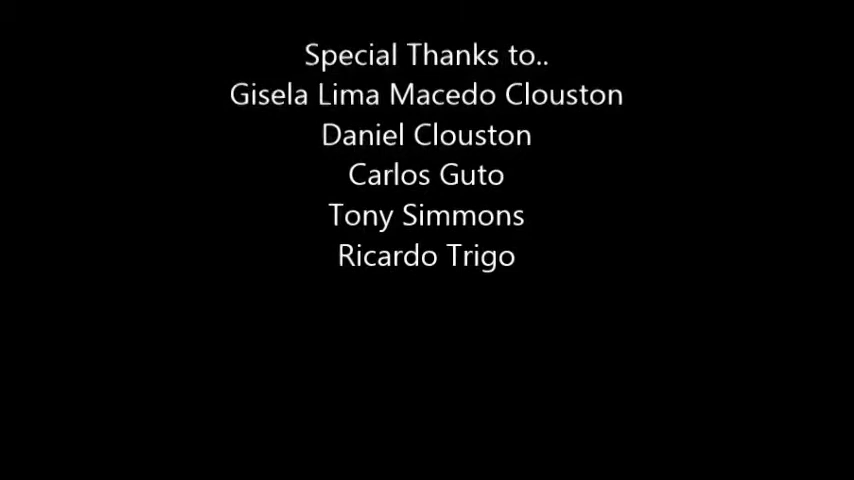 Special Thanks to..
Gisela Lima Macedo Clouston
Daniel Clouston
Carlos Guto
Tony Simmons
Ricardo Trigo